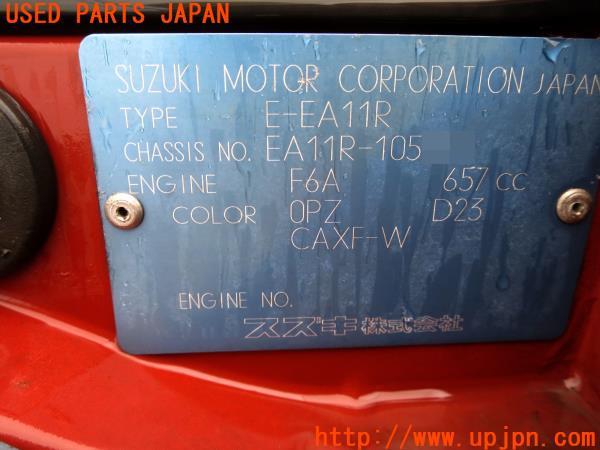 USED PARTS JAPAN
SUZUKI MOTOR CORPORATION JAPAN
TYPE E-EA11R
CHASSIS NO. EA11R-105
ENGINE F6A 657 CC
COLOR 0PZ D23
CAXF-W
ENGINE NO.
スズキ株式会社
http://www.upjpn.com/